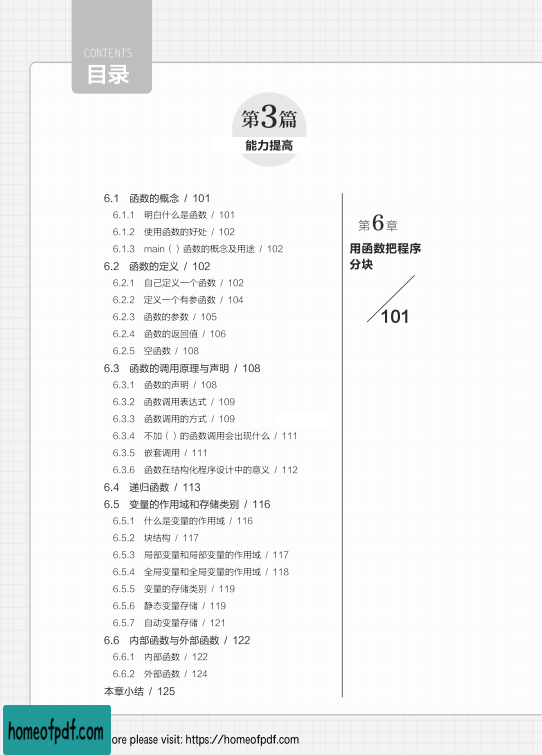 CONTENTS
目录
第3篇
能力提高
6.1 函数的概念 / 101
6.1.1 明白什么是函数 / 101
6.1.2 使用函数的好处 / 102
6.1.3 main（ ）函数的概念及用途 / 102
6.2 函数的定义 / 102
6.2.1 自己定义一个函数 / 102
6.2.2 定义一个有参函数 / 104
6.2.3 函数的参数 / 105
6.2.4 函数的返回值 / 106
6.2.5 空函数 / 108
6.3 函数的调用原理与声明 / 108
6.3.1 函数的声明 / 108
6.3.2 函数调用表达式 / 109
6.3.3 函数调用的方式 / 109
6.3.4 不加（ ）的函数调用会出现什么 / 111
6.3.5 嵌套调用 / 111
6.3.6 函数在结构化程序设计中的意义 / 112
6.4 递归函数 / 113
6.5 变量的作用域和存储类别 / 116
6.5.1 什么是变量的作用域 / 116
6.5.2 块结构 / 117
6.5.3 局部变量和局部变量的作用域 / 117
6.5.4 全局变量和全局变量的作用域 / 118
6.5.5 变量的存储类别 / 119
6.5.6 静态变量存储 / 119
6.5.7 自动变量存储 / 121
6.6 内部函数与外部函数 / 122
6.6.1 内部函数 / 122
6.6.2 外部函数 / 124
本章小结 / 125
第6章
用函数把程序
分块
101
homeofpdf.com
ore please visit: https://homeofpdf.com